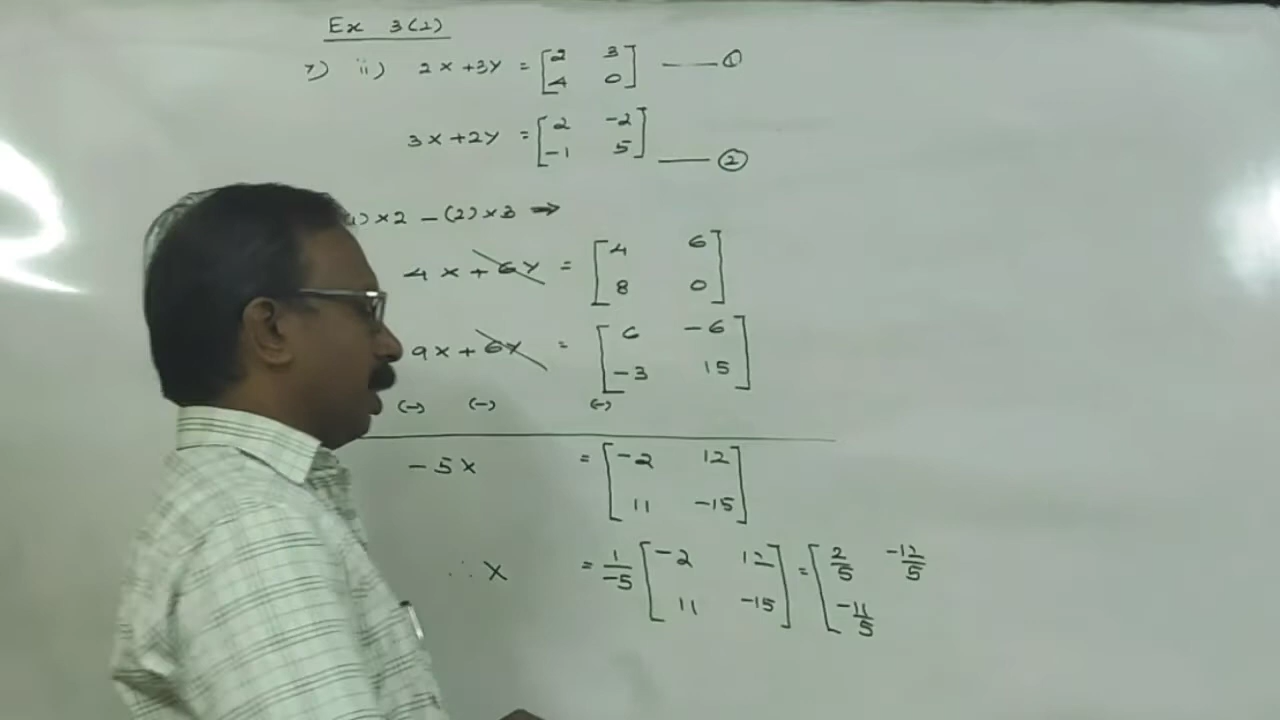 Ex 3(2)
7) ii) 2x +3y = [2 3 ——— ①
4 0]
3x+2y = [2 -2
-1 5] ——— ②
1) ×2 - (2)×3 →
4x + 6y = [4 6
8 0]
9x + 6y = [6 -6
-3 15]
(-) (-) (-)
-5x = [-2 12
11 -15]
∴ x = 1/-5 [-2 12 = [2/5 -12/5
11 -15] -11/5